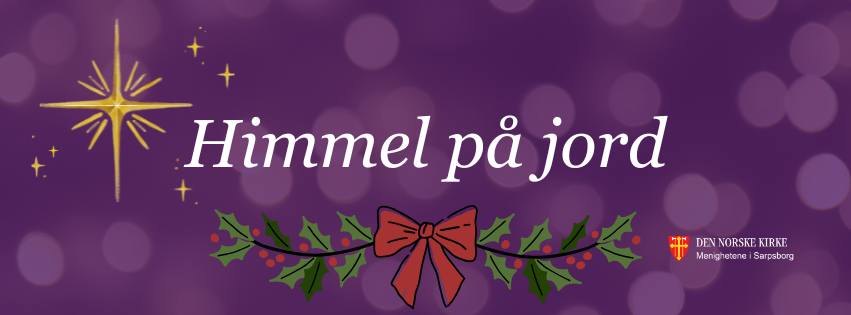 Himmel på jord
DEN NORSKE KIRKE
Menighetene i Sarpsborg